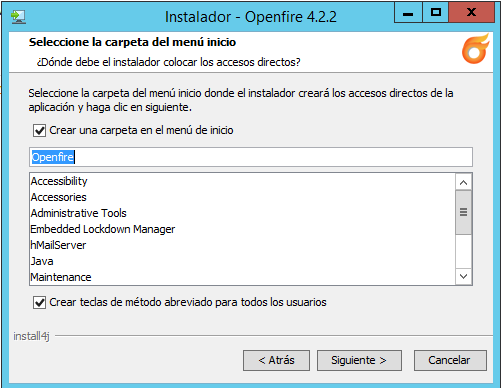 Instalador - Openfire 4.2.2
Seleccione la carpeta del menú inicio
¿Dónde debe el instalador colocar los accesos directos?
Seleccione la carpeta del menú inicio donde el instalador creará los accesos directos de la
aplicación y haga clic en siguiente.
Crear una carpeta en el menú de inicio
Openfire
Accessibility
Accessories
Administrative Tools
Embedded Lockdown Manager
hMailServer
Java
Maintenance
Crear teclas de método abreviado para todos los usuarios
install4j
< Atrás
Siguiente >
Cancelar